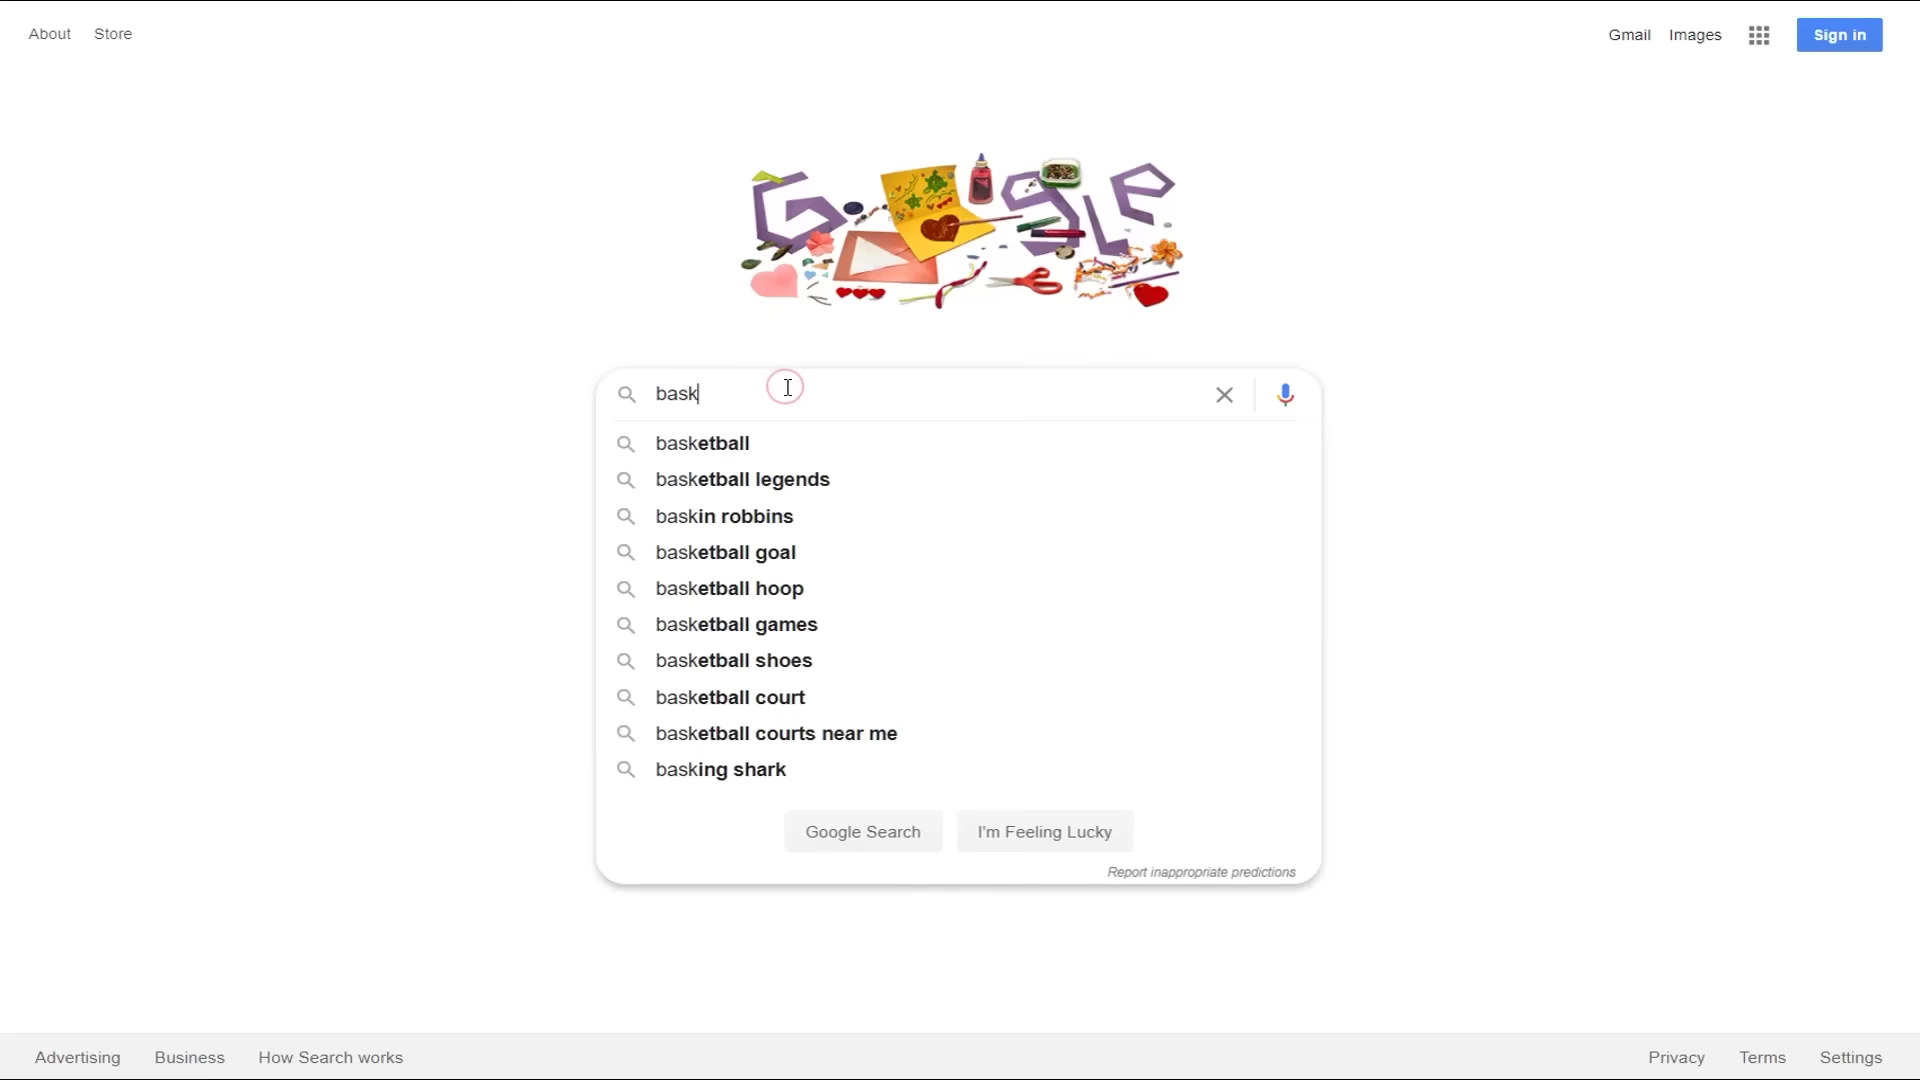 About Store
Gmail Images Sign in
GOOGLE
bask
basketball
basketball legends
baskin robbins
basketball goal
basketball hoop
basketball games
basketball shoes
basketball court
basketball courts near me
basking shark
Google Search I'm Feeling Lucky
Report inappropriate predictions
Advertising Business How Search works
Privacy Terms Settings